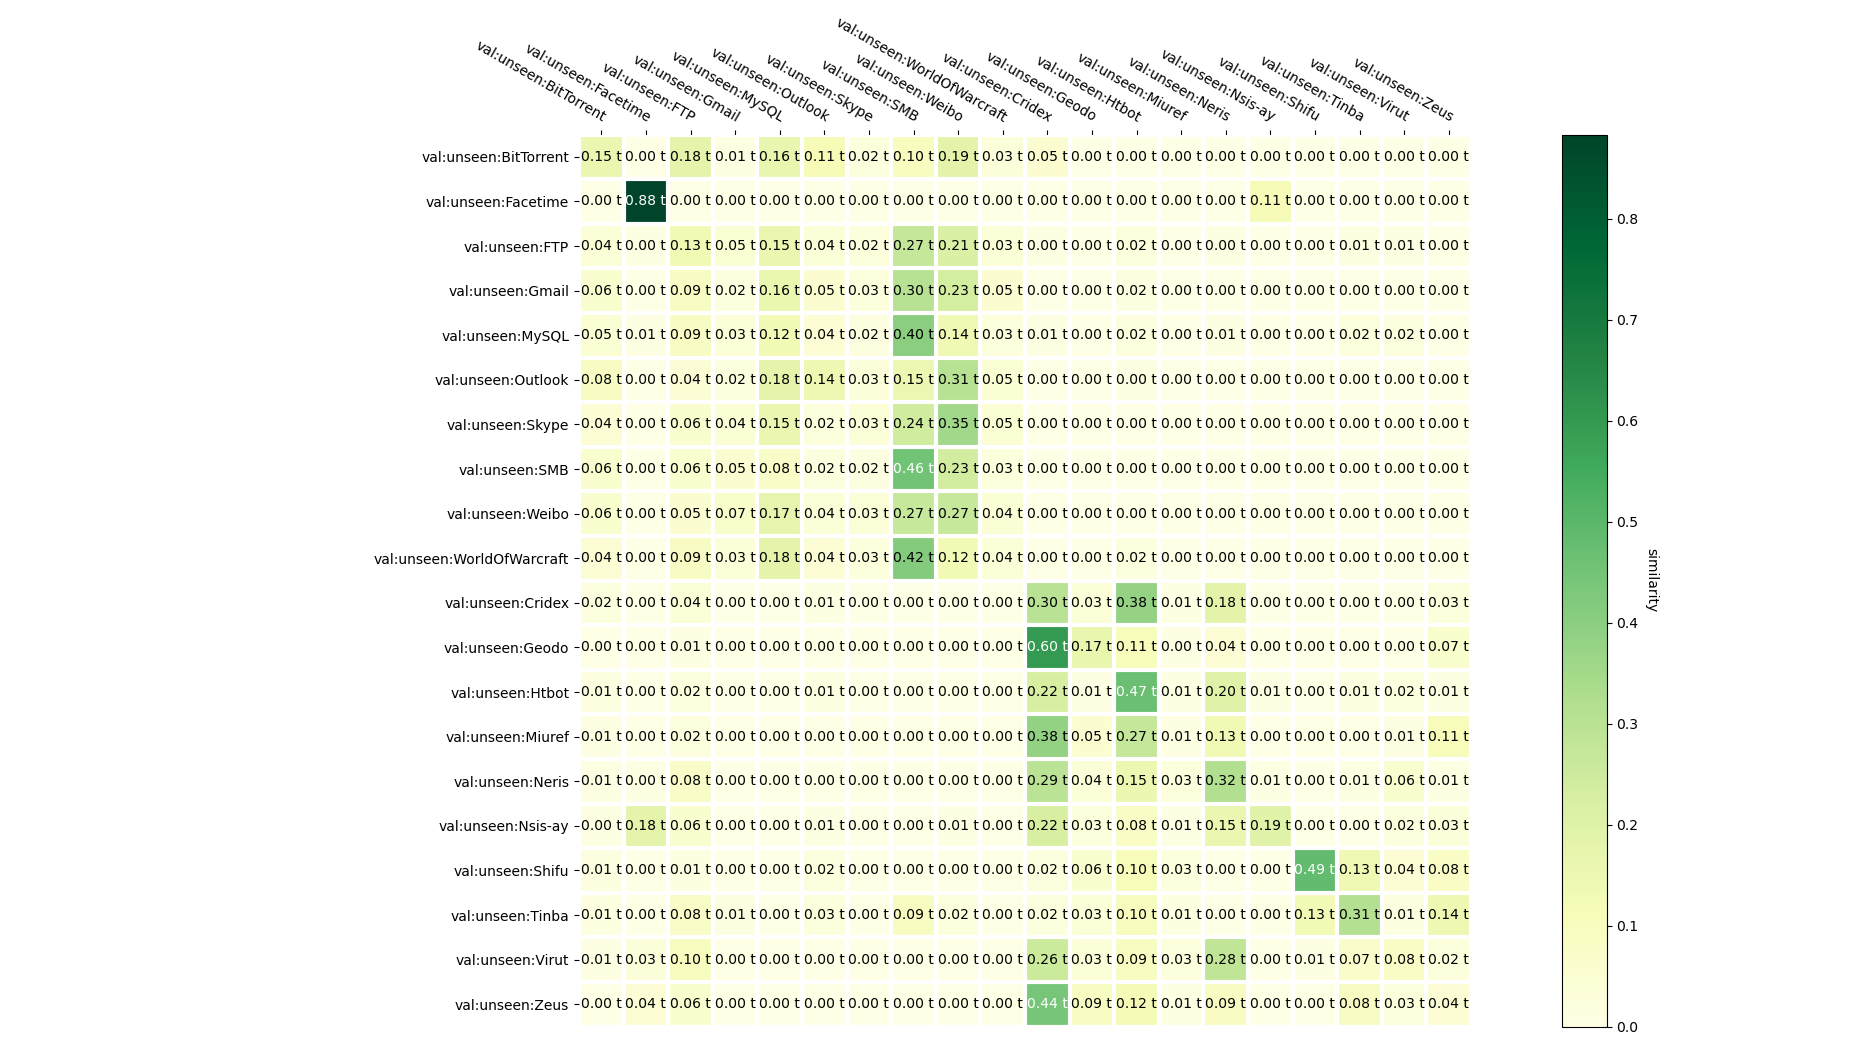 val:unseen:BitTorrent
val:unseen:Facetime
val:unseen:FTP
val:unseen:Gmail
val:unseen:MySQL
val:unseen:Outlook
val:unseen:Skype
val:unseen:SMB
val:unseen:Weibo
val:unseen:WorldOfWarcraft
val:unseen:Cridex
val:unseen:Geodo
val:unseen:Htbot
val:unseen:Miuref
val:unseen:Neris
val:unseen:Nsis-ay
val:unseen:Shifu
val:unseen:Tinba
val:unseen:Virut
val:unseen:Zeus
val:unseen:BitTorrent 0.15 t 0.00 t 0.18 t 0.01 t 0.16 t 0.11 t 0.02 t 0.10 t 0.19 t 0.03 t 0.05 t 0.00 t 0.00 t 0.00 t 0.00 t 0.00 t 0.00 t 0.00 t 0.00 t 0.00 t
val:unseen:Facetime 0.00 t 0.88 t 0.00 t 0.00 t 0.00 t 0.00 t 0.00 t 0.00 t 0.00 t 0.00 t 0.00 t 0.00 t 0.00 t 0.00 t 0.00 t 0.11 t 0.00 t 0.00 t 0.00 t 0.00 t
val:unseen:FTP 0.04 t 0.00 t 0.13 t 0.05 t 0.15 t 0.04 t 0.02 t 0.27 t 0.21 t 0.03 t 0.00 t 0.00 t 0.02 t 0.00 t 0.00 t 0.00 t 0.00 t 0.01 t 0.01 t 0.00 t
val:unseen:Gmail 0.06 t 0.00 t 0.09 t 0.02 t 0.16 t 0.05 t 0.03 t 0.30 t 0.23 t 0.05 t 0.00 t 0.00 t 0.02 t 0.00 t 0.00 t 0.00 t 0.00 t 0.00 t 0.00 t 0.00 t
val:unseen:MySQL 0.05 t 0.01 t 0.09 t 0.03 t 0.12 t 0.04 t 0.02 t 0.40 t 0.14 t 0.03 t 0.01 t 0.00 t 0.02 t 0.00 t 0.01 t 0.00 t 0.00 t 0.02 t 0.02 t 0.00 t
val:unseen:Outlook 0.08 t 0.00 t 0.04 t 0.02 t 0.18 t 0.14 t 0.03 t 0.15 t 0.31 t 0.05 t 0.00 t 0.00 t 0.00 t 0.00 t 0.00 t 0.00 t 0.00 t 0.00 t 0.00 t 0.00 t
val:unseen:Skype 0.04 t 0.00 t 0.06 t 0.04 t 0.15 t 0.02 t 0.03 t 0.24 t 0.35 t 0.05 t 0.00 t 0.00 t 0.00 t 0.00 t 0.00 t 0.00 t 0.00 t 0.00 t 0.00 t 0.00 t
val:unseen:SMB 0.06 t 0.00 t 0.06 t 0.05 t 0.08 t 0.02 t 0.02 t 0.46 t 0.23 t 0.03 t 0.00 t 0.00 t 0.00 t 0.00 t 0.00 t 0.00 t 0.00 t 0.00 t 0.00 t 0.00 t
val:unseen:Weibo 0.06 t 0.00 t 0.05 t 0.07 t 0.17 t 0.04 t 0.03 t 0.27 t 0.27 t 0.04 t 0.00 t 0.00 t 0.00 t 0.00 t 0.00 t 0.00 t 0.00 t 0.00 t 0.00 t 0.00 t
val:unseen:WorldOfWarcraft 0.04 t 0.00 t 0.09 t 0.03 t 0.18 t 0.04 t 0.03 t 0.42 t 0.12 t 0.04 t 0.00 t 0.00 t 0.02 t 0.00 t 0.00 t 0.00 t 0.00 t 0.00 t 0.00 t 0.00 t
val:unseen:Cridex 0.02 t 0.00 t 0.04 t 0.00 t 0.00 t 0.01 t 0.00 t 0.00 t 0.00 t 0.00 t 0.30 t 0.03 t 0.38 t 0.01 t 0.18 t 0.00 t 0.00 t 0.00 t 0.00 t 0.03 t
val:unseen:Geodo 0.00 t 0.00 t 0.01 t 0.00 t 0.00 t 0.00 t 0.00 t 0.00 t 0.00 t 0.00 t 0.60 t 0.17 t 0.11 t 0.00 t 0.04 t 0.00 t 0.00 t 0.00 t 0.00 t 0.07 t
val:unseen:Htbot 0.01 t 0.00 t 0.02 t 0.00 t 0.00 t 0.01 t 0.00 t 0.00 t 0.00 t 0.00 t 0.22 t 0.01 t 0.47 t 0.01 t 0.20 t 0.01 t 0.00 t 0.01 t 0.02 t 0.01 t
val:unseen:Miuref 0.01 t 0.00 t 0.02 t 0.00 t 0.00 t 0.00 t 0.00 t 0.00 t 0.00 t 0.00 t 0.38 t 0.05 t 0.27 t 0.01 t 0.13 t 0.00 t 0.00 t 0.00 t 0.01 t 0.11 t
val:unseen:Neris 0.01 t 0.00 t 0.08 t 0.00 t 0.00 t 0.00 t 0.00 t 0.00 t 0.00 t 0.00 t 0.29 t 0.04 t 0.15 t 0.03 t 0.32 t 0.01 t 0.00 t 0.01 t 0.06 t 0.01 t
val:unseen:Nsis-ay 0.00 t 0.18 t 0.06 t 0.00 t 0.00 t 0.01 t 0.00 t 0.00 t 0.01 t 0.00 t 0.22 t 0.03 t 0.08 t 0.01 t 0.15 t 0.19 t 0.00 t 0.00 t 0.02 t 0.03 t
val:unseen:Shifu 0.01 t 0.00 t 0.01 t 0.00 t 0.00 t 0.02 t 0.00 t 0.00 t 0.00 t 0.00 t 0.02 t 0.06 t 0.10 t 0.03 t 0.00 t 0.00 t 0.49 t 0.13 t 0.04 t 0.08 t
val:unseen:Tinba 0.01 t 0.00 t 0.08 t 0.01 t 0.00 t 0.03 t 0.00 t 0.09 t 0.02 t 0.00 t 0.02 t 0.03 t 0.10 t 0.01 t 0.00 t 0.00 t 0.13 t 0.31 t 0.01 t 0.14 t
val:unseen:Virut 0.01 t 0.03 t 0.10 t 0.00 t 0.00 t 0.00 t 0.00 t 0.00 t 0.00 t 0.00 t 0.26 t 0.03 t 0.09 t 0.03 t 0.28 t 0.00 t 0.01 t 0.07 t 0.08 t 0.02 t
val:unseen:Zeus 0.00 t 0.04 t 0.06 t 0.00 t 0.00 t 0.00 t 0.00 t 0.00 t 0.00 t 0.00 t 0.44 t 0.09 t 0.12 t 0.01 t 0.09 t 0.00 t 0.00 t 0.08 t 0.03 t 0.04 t
0.8
0.7
0.6
0.5
0.4
0.3
0.2
0.1
0.0
similarity